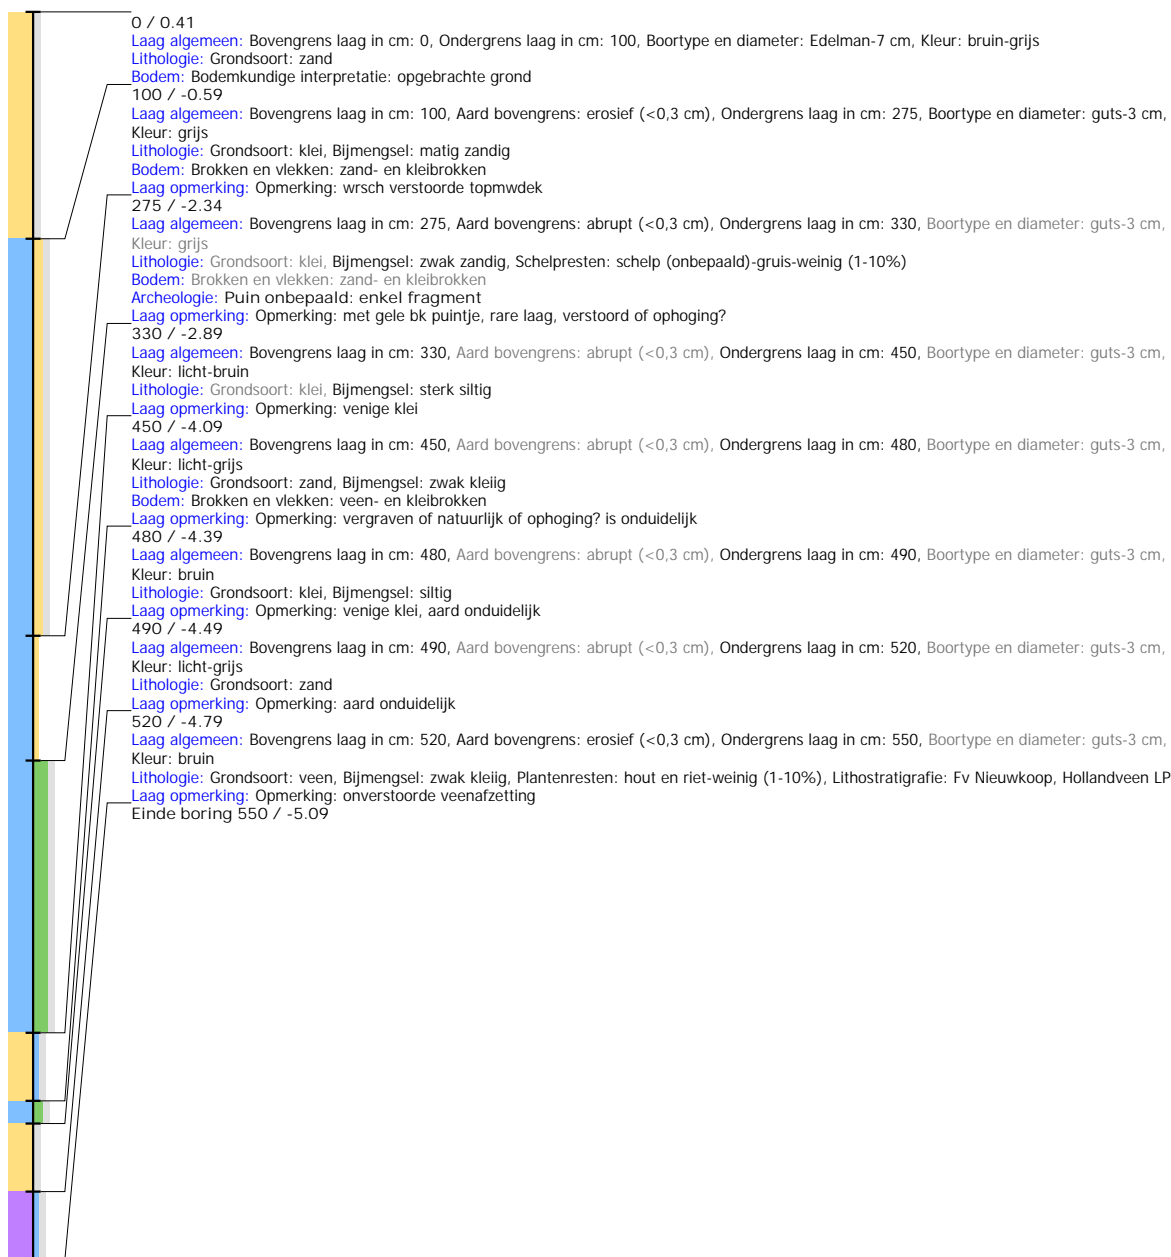 0 / 0.41
Laag algemeen: Bovengrens laag in cm: 0, Ondergrens laag in cm: 100, Boortype en diameter: Edelman-7 cm, Kleur: bruin-grijs
Lithologie: Grondsoort: zand
Bodem: Bodemkundige interpretatie: opgebrachte grond
100 / -0.59
Laag algemeen: Bovengrens laag in cm: 100, Aard bovengrens: erosief (<0,3 cm), Ondergrens laag in cm: 275, Boortype en diameter: guts-3 cm,
Kleur: grijs
Lithologie: Grondsoort: klei, Bijmengsel: matig zandig
Bodem: Brokken en vlekken: zand- en kleibrokken
Laag opmerking: Opmerking: wrsch verstoorde topmwdek
275 / -2.34
Laag algemeen: Bovengrens laag in cm: 275, Aard bovengrens: abrupt (<0,3 cm), Ondergrens laag in cm: 330, Boortype en diameter: guts-3 cm,
Kleur: grijs
Lithologie: Grondsoort: klei, Bijmengsel: zwak zandig, Schelpresten: schelp (onbepaald)-gruis-weinig (1-10%)
Bodem: Brokken en vlekken: zand- en kleibrokken
Archeologie: Puin onbepaald: enkel fragment
Laag opmerking: Opmerking: met gele bk puintje, rare laag, verstoord of ophoging?
330 / -2.89
Laag algemeen: Bovengrens laag in cm: 330, Aard bovengrens: abrupt (<0,3 cm), Ondergrens laag in cm: 450, Boortype en diameter: guts-3 cm,
Kleur: licht-bruin
Lithologie: Grondsoort: klei, Bijmengsel: sterk siltig
Laag opmerking: Opmerking: venige klei
450 / -4.09
Laag algemeen: Bovengrens laag in cm: 450, Aard bovengrens: abrupt (<0,3 cm), Ondergrens laag in cm: 480, Boortype en diameter: guts-3 cm,
Kleur: licht-grijs
Lithologie: Grondsoort: zand, Bijmengsel: zwak kleiig
Bodem: Brokken en vlekken: veen- en kleibrokken
Laag opmerking: Opmerking: vergraven of natuurlijk of ophoging? is onduidelijk
480 / -4.39
Laag algemeen: Bovengrens laag in cm: 480, Aard bovengrens: abrupt (<0,3 cm), Ondergrens laag in cm: 490, Boortype en diameter: guts-3 cm,
Kleur: bruin
Lithologie: Grondsoort: klei, Bijmengsel: siltig
Laag opmerking: Opmerking: venige klei, aard onduidelijk
490 / -4.49
Laag algemeen: Bovengrens laag in cm: 490, Aard bovengrens: abrupt (<0,3 cm), Ondergrens laag in cm: 520, Boortype en diameter: guts-3 cm,
Kleur: licht-grijs
Lithologie: Grondsoort: zand
Laag opmerking: Opmerking: aard onduidelijk
520 / -4.79
Laag algemeen: Bovengrens laag in cm: 520, Aard bovengrens: erosief (<0,3 cm), Ondergrens laag in cm: 550, Boortype en diameter: guts-3 cm,
Kleur: bruin
Lithologie: Grondsoort: veen, Bijmengsel: zwak kleiig, Plantenresten: hout en riet-weinig (1-10%), Lithostratigrafie: Fv Nieuwkoop, Hollandveen LP
Laag opmerking: Opmerking: onverstoorde veenafzetting
Einde boring 550 / -5.09